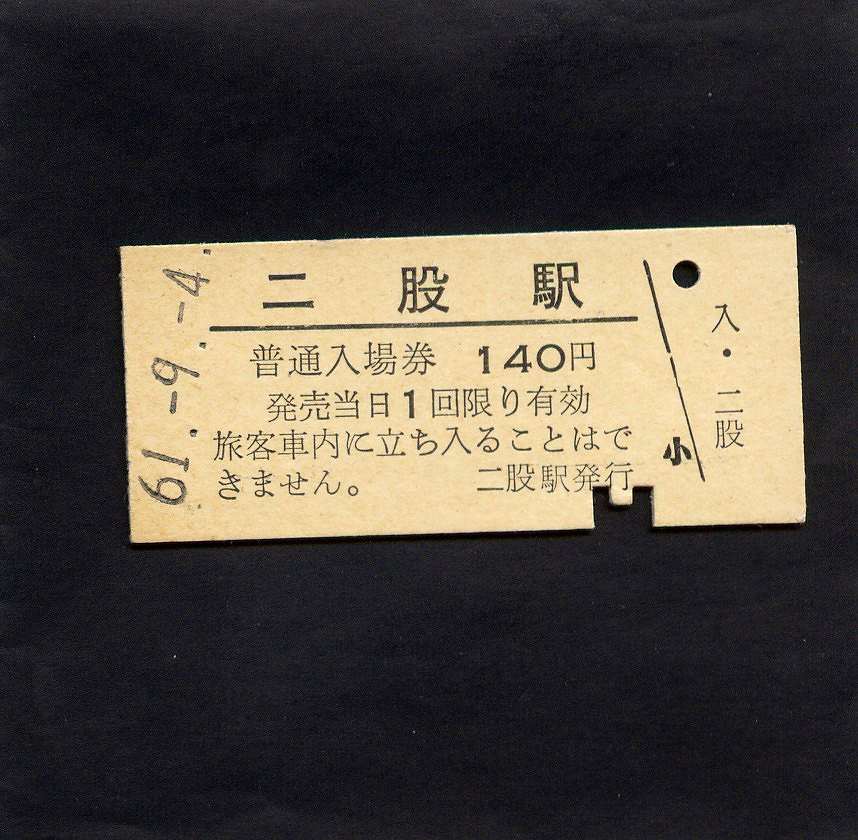 61.-9.-4.
二股駅
普通入場券 140円
発売当日1回限り有効
旅客車内に立ち入ることはで
きません。 二股駅発行
小
入・二股